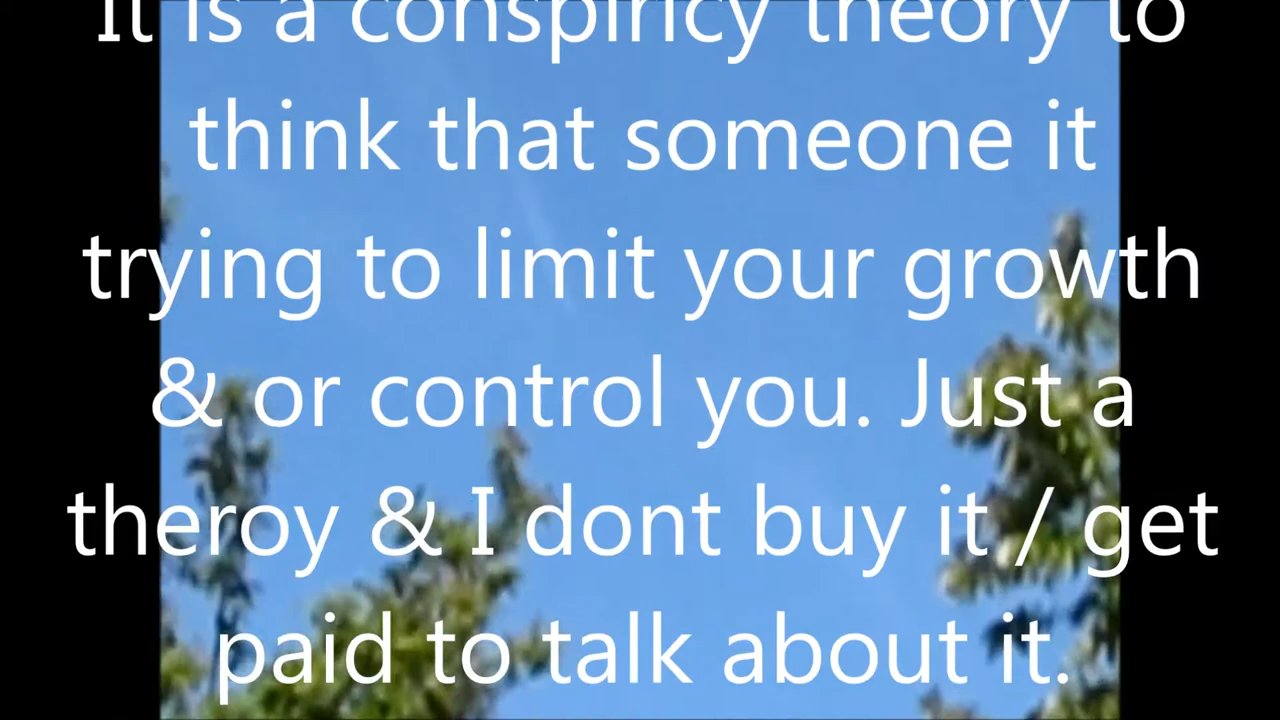 It is a conspiricy theory to
think that someone it
trying to limit your growth
& or control you. Just a
theroy & I dont buy it / get
paid to talk about it.